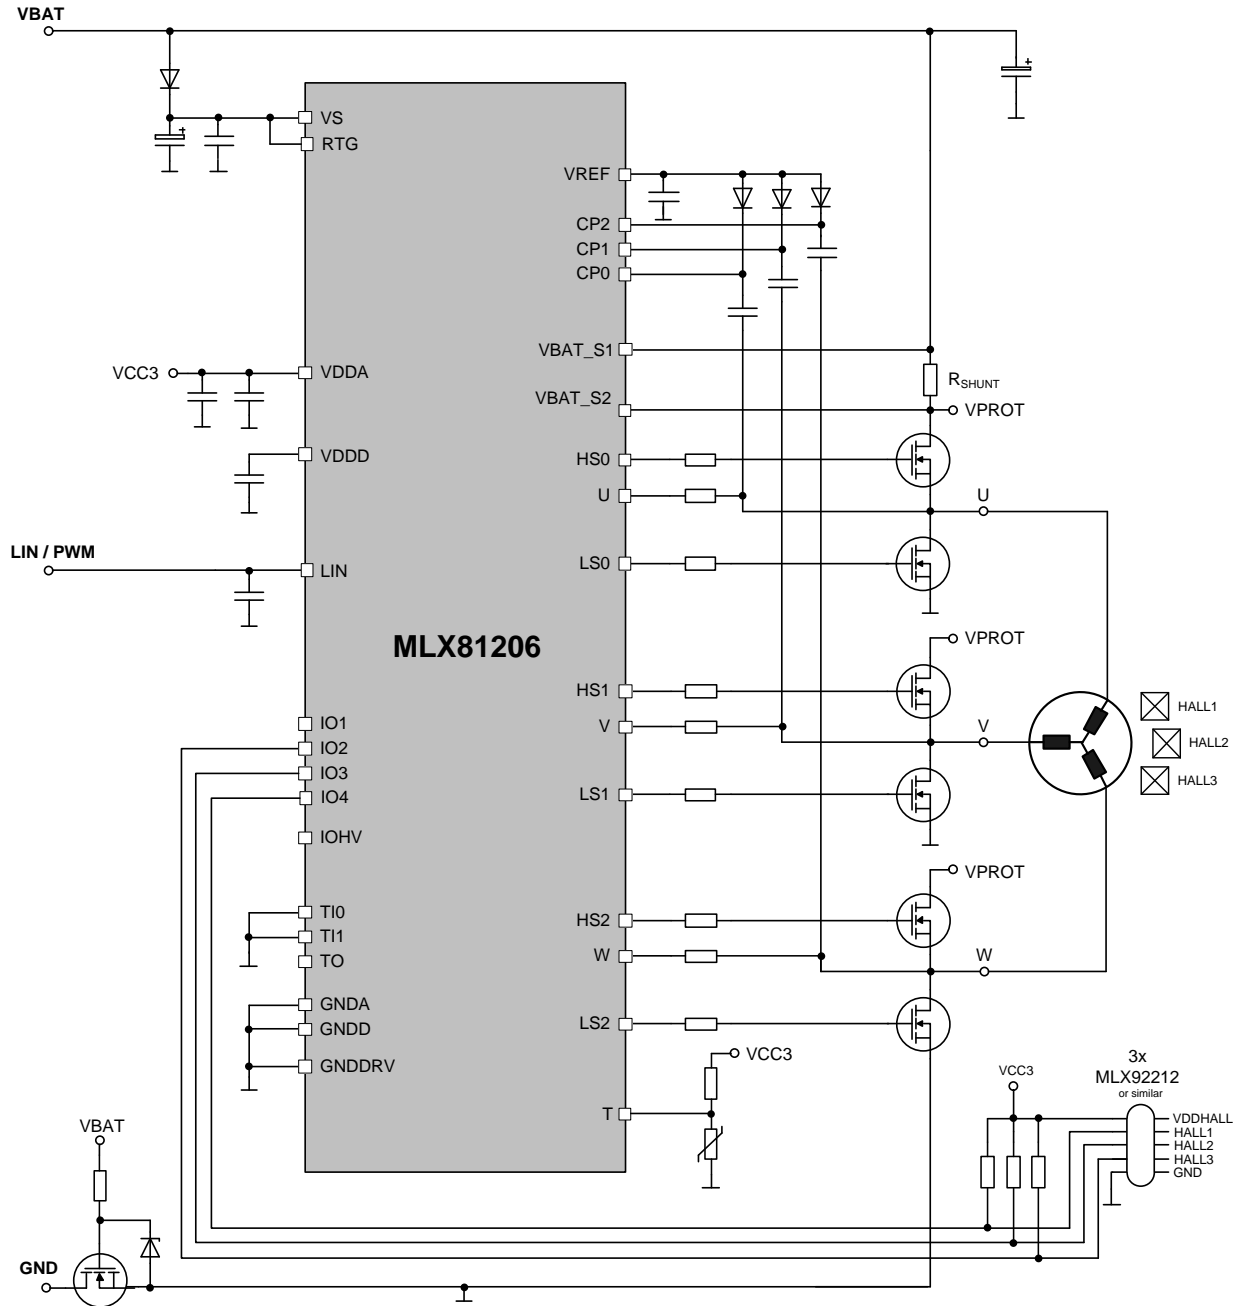 VBAT
VS
RTG
VREF
CP2
CP1
CP0
VBAT_S1
RSHUNT
VCC3
VDDA
VBAT_S2
VPROT
VDDD
HS0
U
U
LIN / PWM
LIN
LS0
MLX81206
VPROT
HS1
HALL1
IO1
V
V
HALL2
IO2
IO3
HALL3
IO4
LS1
IOHV
VPROT
TI0
HS2
TI1
TO
W
W
GNDA
GNDD
LS2
GNDDRV
VCC3
3x
MLX92212
or similar
VCC3
T
VBAT
VDDHALL
HALL1
HALL2
HALL3
GND
GND